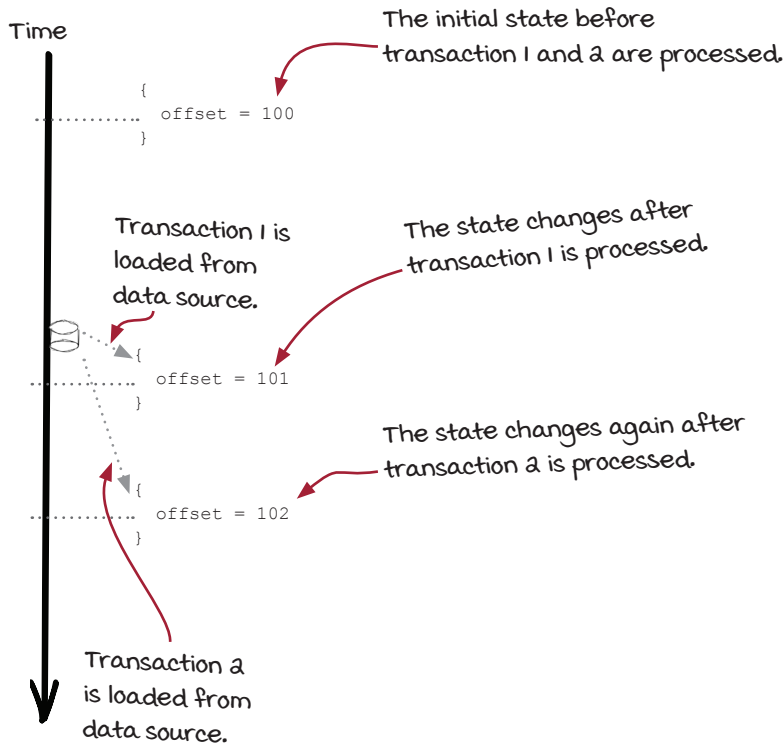 Time
The initial state before
transaction 1 and 2 are processed.
{
offset = 100
}
Transaction 1 is
loaded from
data source.
The state changes after
transaction 1 is processed.
{
offset = 101
}
The state changes again after
transaction 2 is processed.
{
offset = 102
}
Transaction 2
is loaded from
data source.